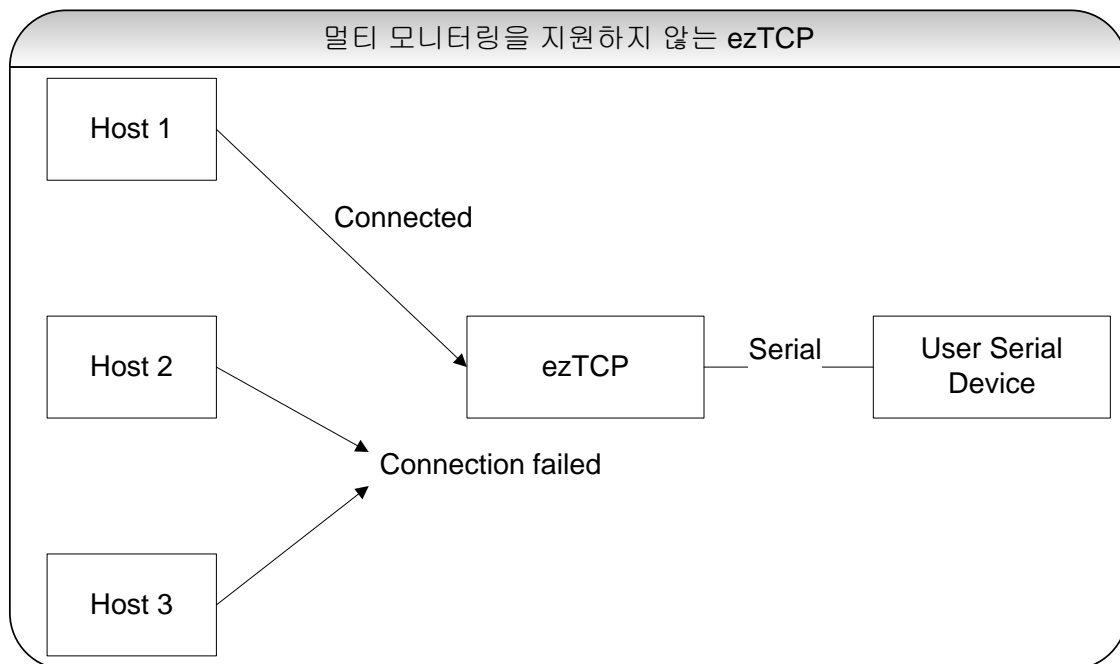 멀티 모니터링을 지원하지 않는 ezTCP
Host 1
Connected
Host 2
ezTCP
Serial
User Serial
Device
Connection failed
Host 3